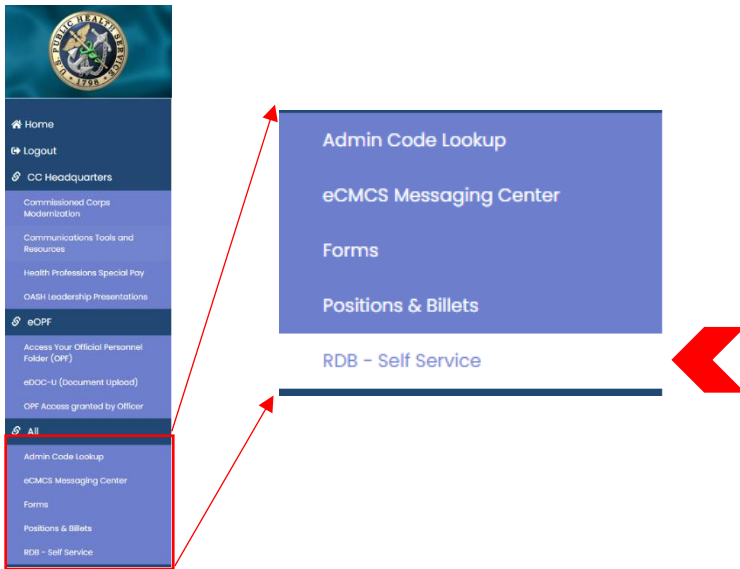 U.S. PUBLIC HEALTH SERVICE
1798
Home
Logout
CC Headquarters
Commissioned Corps
Modernization
Communications Tools and
Resources
Health Professions Special Pay
OASH Leadership Presentations
eOPF
Access Your Official Personnel
Folder (OPF)
eDOC-U (Document Upload)
OPF Access granted by Officer
All
Admin Code Lookup
eCMCS Messaging Center
Forms
Positions & Billets
RDB - Self Service
Admin Code Lookup
eCMCS Messaging Center
Forms
Positions & Billets
RDB - Self Service